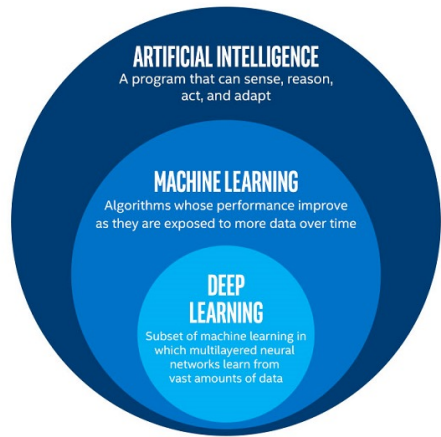 ARTIFICIAL INTELLIGENCE
A program that can sense, reason,
act, and adapt
MACHINE LEARNING
Algorithms whose performance improve
as they are exposed to more data over time
DEEP
LEARNING
Subset of machine learning in
which multilayered neural
networks learn from
vast amounts of data